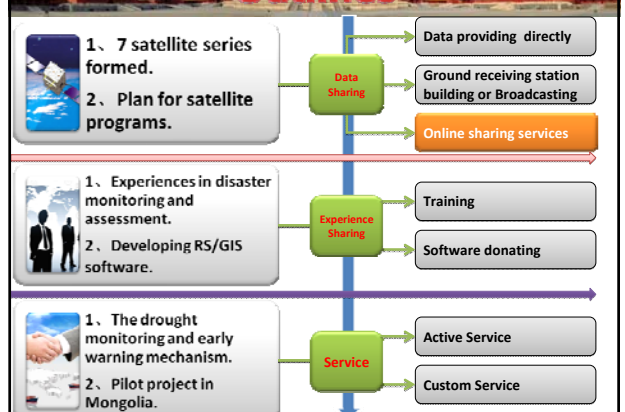 1、7 satellite series
formed.
2、Plan for satellite
programs.
Data
Sharing
Data providing directly
Ground receiving station
building or Broadcasting
Online sharing services
1、Experiences in disaster
monitoring and
assessment.
2、Developing RS/GIS
software.
Experience
Sharing
Training
Software donating
1、The drought
monitoring and early
warning mechanism.
2、Pilot project in
Mongolia.
Service
Active Service
Custom Service